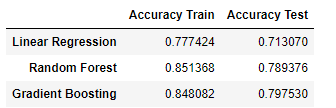 Accuracy Train Accuracy Test
Linear Regression 0.777424 0.713070
Random Forest 0.851368 0.789376
Gradient Boosting 0.848082 0.797530